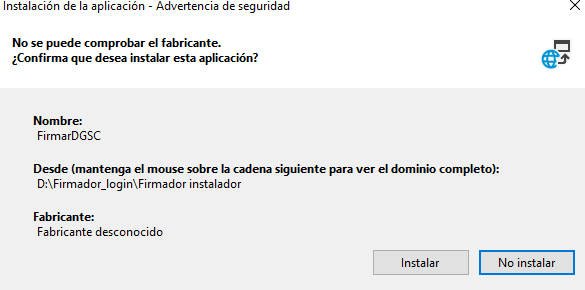 Instalación de la aplicación - Advertencia de seguridad
No se puede comprobar el fabricante.
¿Confirma que desea instalar esta aplicación?
Nombre:
FirmarDGSC
Desde (mantenga el mouse sobre la cadena siguiente para ver el dominio completo):
D:\Firmador_login\Firmador instalador
Fabricante:
Fabricante desconocido
Instalar
No instalar